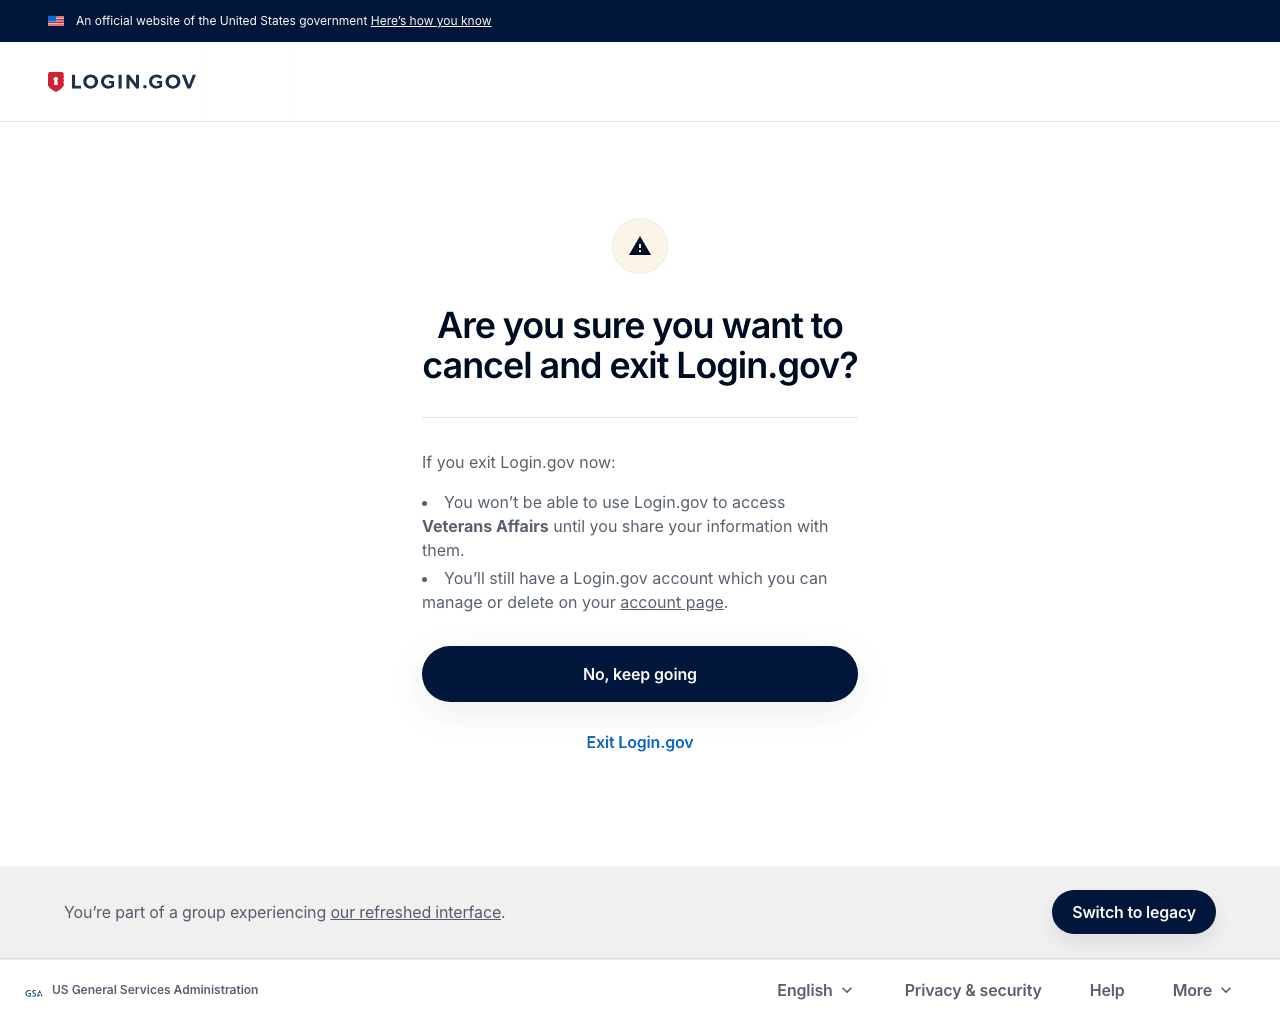 An official website of the United States government Here’s how you know
LOGIN.GOV
Are you sure you want to
cancel and exit Login.gov?
If you exit Login.gov now:
• You won’t be able to use Login.gov to access
Veterans Affairs until you share your information with
them.
• You’ll still have a Login.gov account which you can
manage or delete on your account page.
No, keep going
Exit Login.gov
You’re part of a group experiencing our refreshed interface.
Switch to legacy
GSA US General Services Administration
English
Privacy & security
Help
More